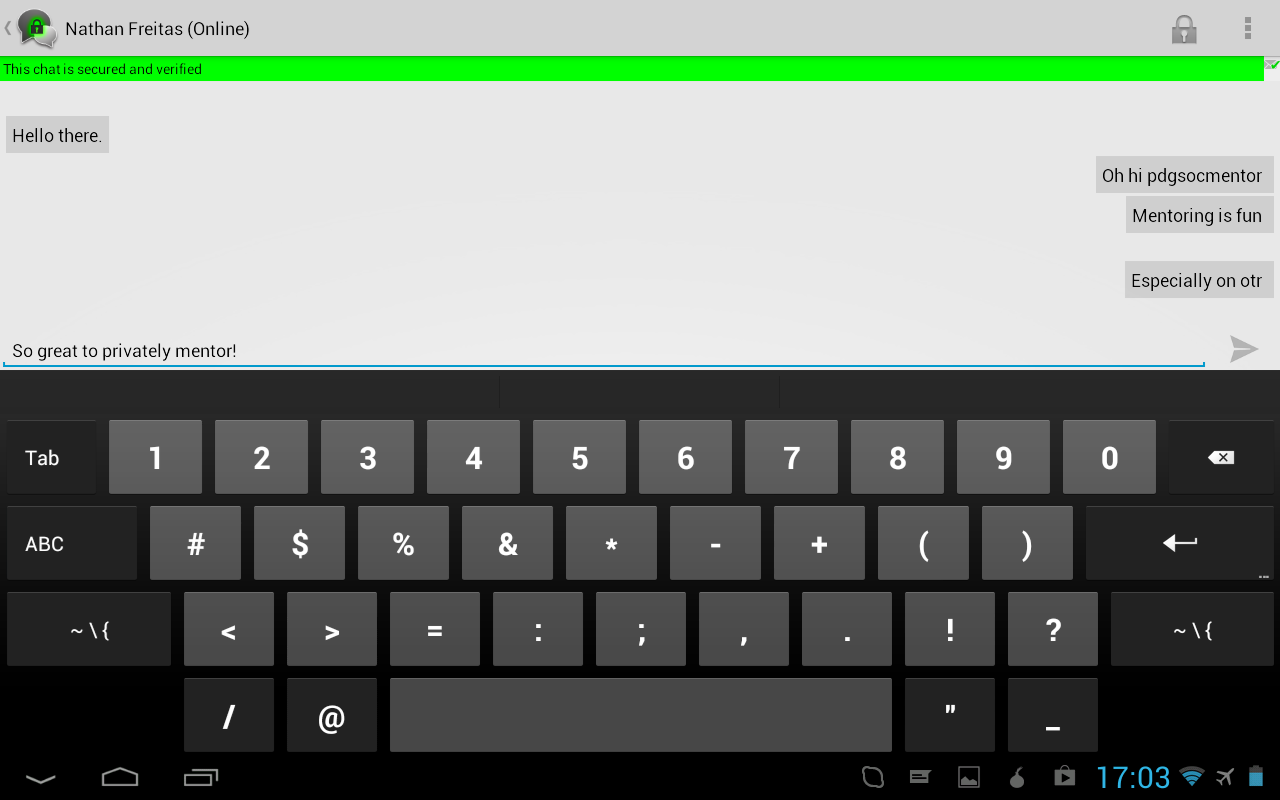 Nathan Freitas (Online)
This chat is secured and verified
Hello there.
Oh hi pdgsocmentor
Mentoring is fun
Especially on otr
So great to privately mentor!
Tab 1 2 3 4 5 6 7 8 9 0
ABC # $ % & * - + ( )
~ \ { < > = : ; , . ! ? ~ \ {
/ @ " _
17:03